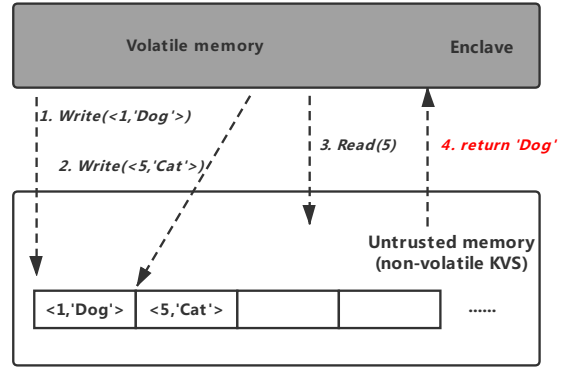 Volatile memory
Enclave
1. Write(<1,'Dog'>)
2. Write(<5,'Cat'>)
3. Read(5)
4. return 'Dog'
Untrusted memory
(non-volatile KVS)
<1,'Dog'>
<5,'Cat'>
......